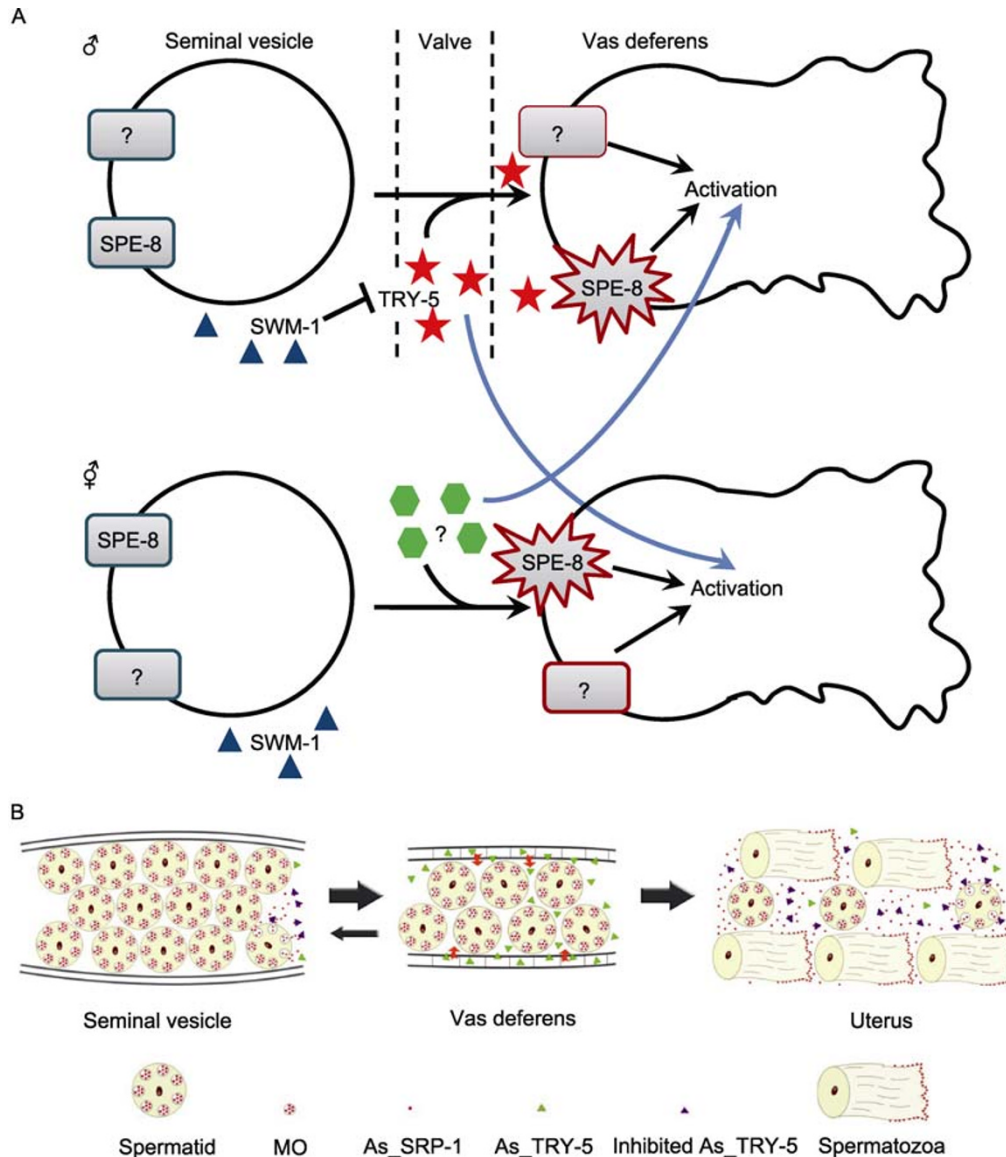 A
♂
Seminal vesicle
Valve
Vas deferens
?
?
Activation
SPE-8
SPE-8
TRY-5
SWM-1
⚥
SPE-8
?
SPE-8
Activation
?
?
SWM-1
B
Seminal vesicle
Vas deferens
Uterus
Spermatid
MO
As_SRP-1
As_TRY-5
Inhibited As_TRY-5
Spermatozoa